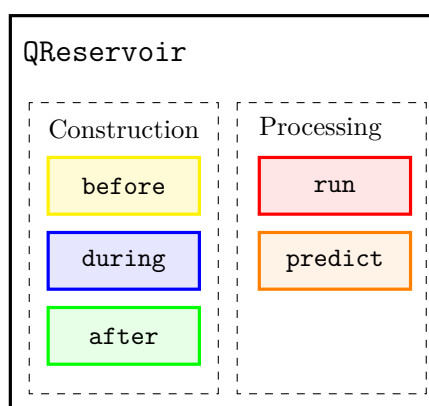 QReservoir
Construction
before
during
after
Processing
run
predict